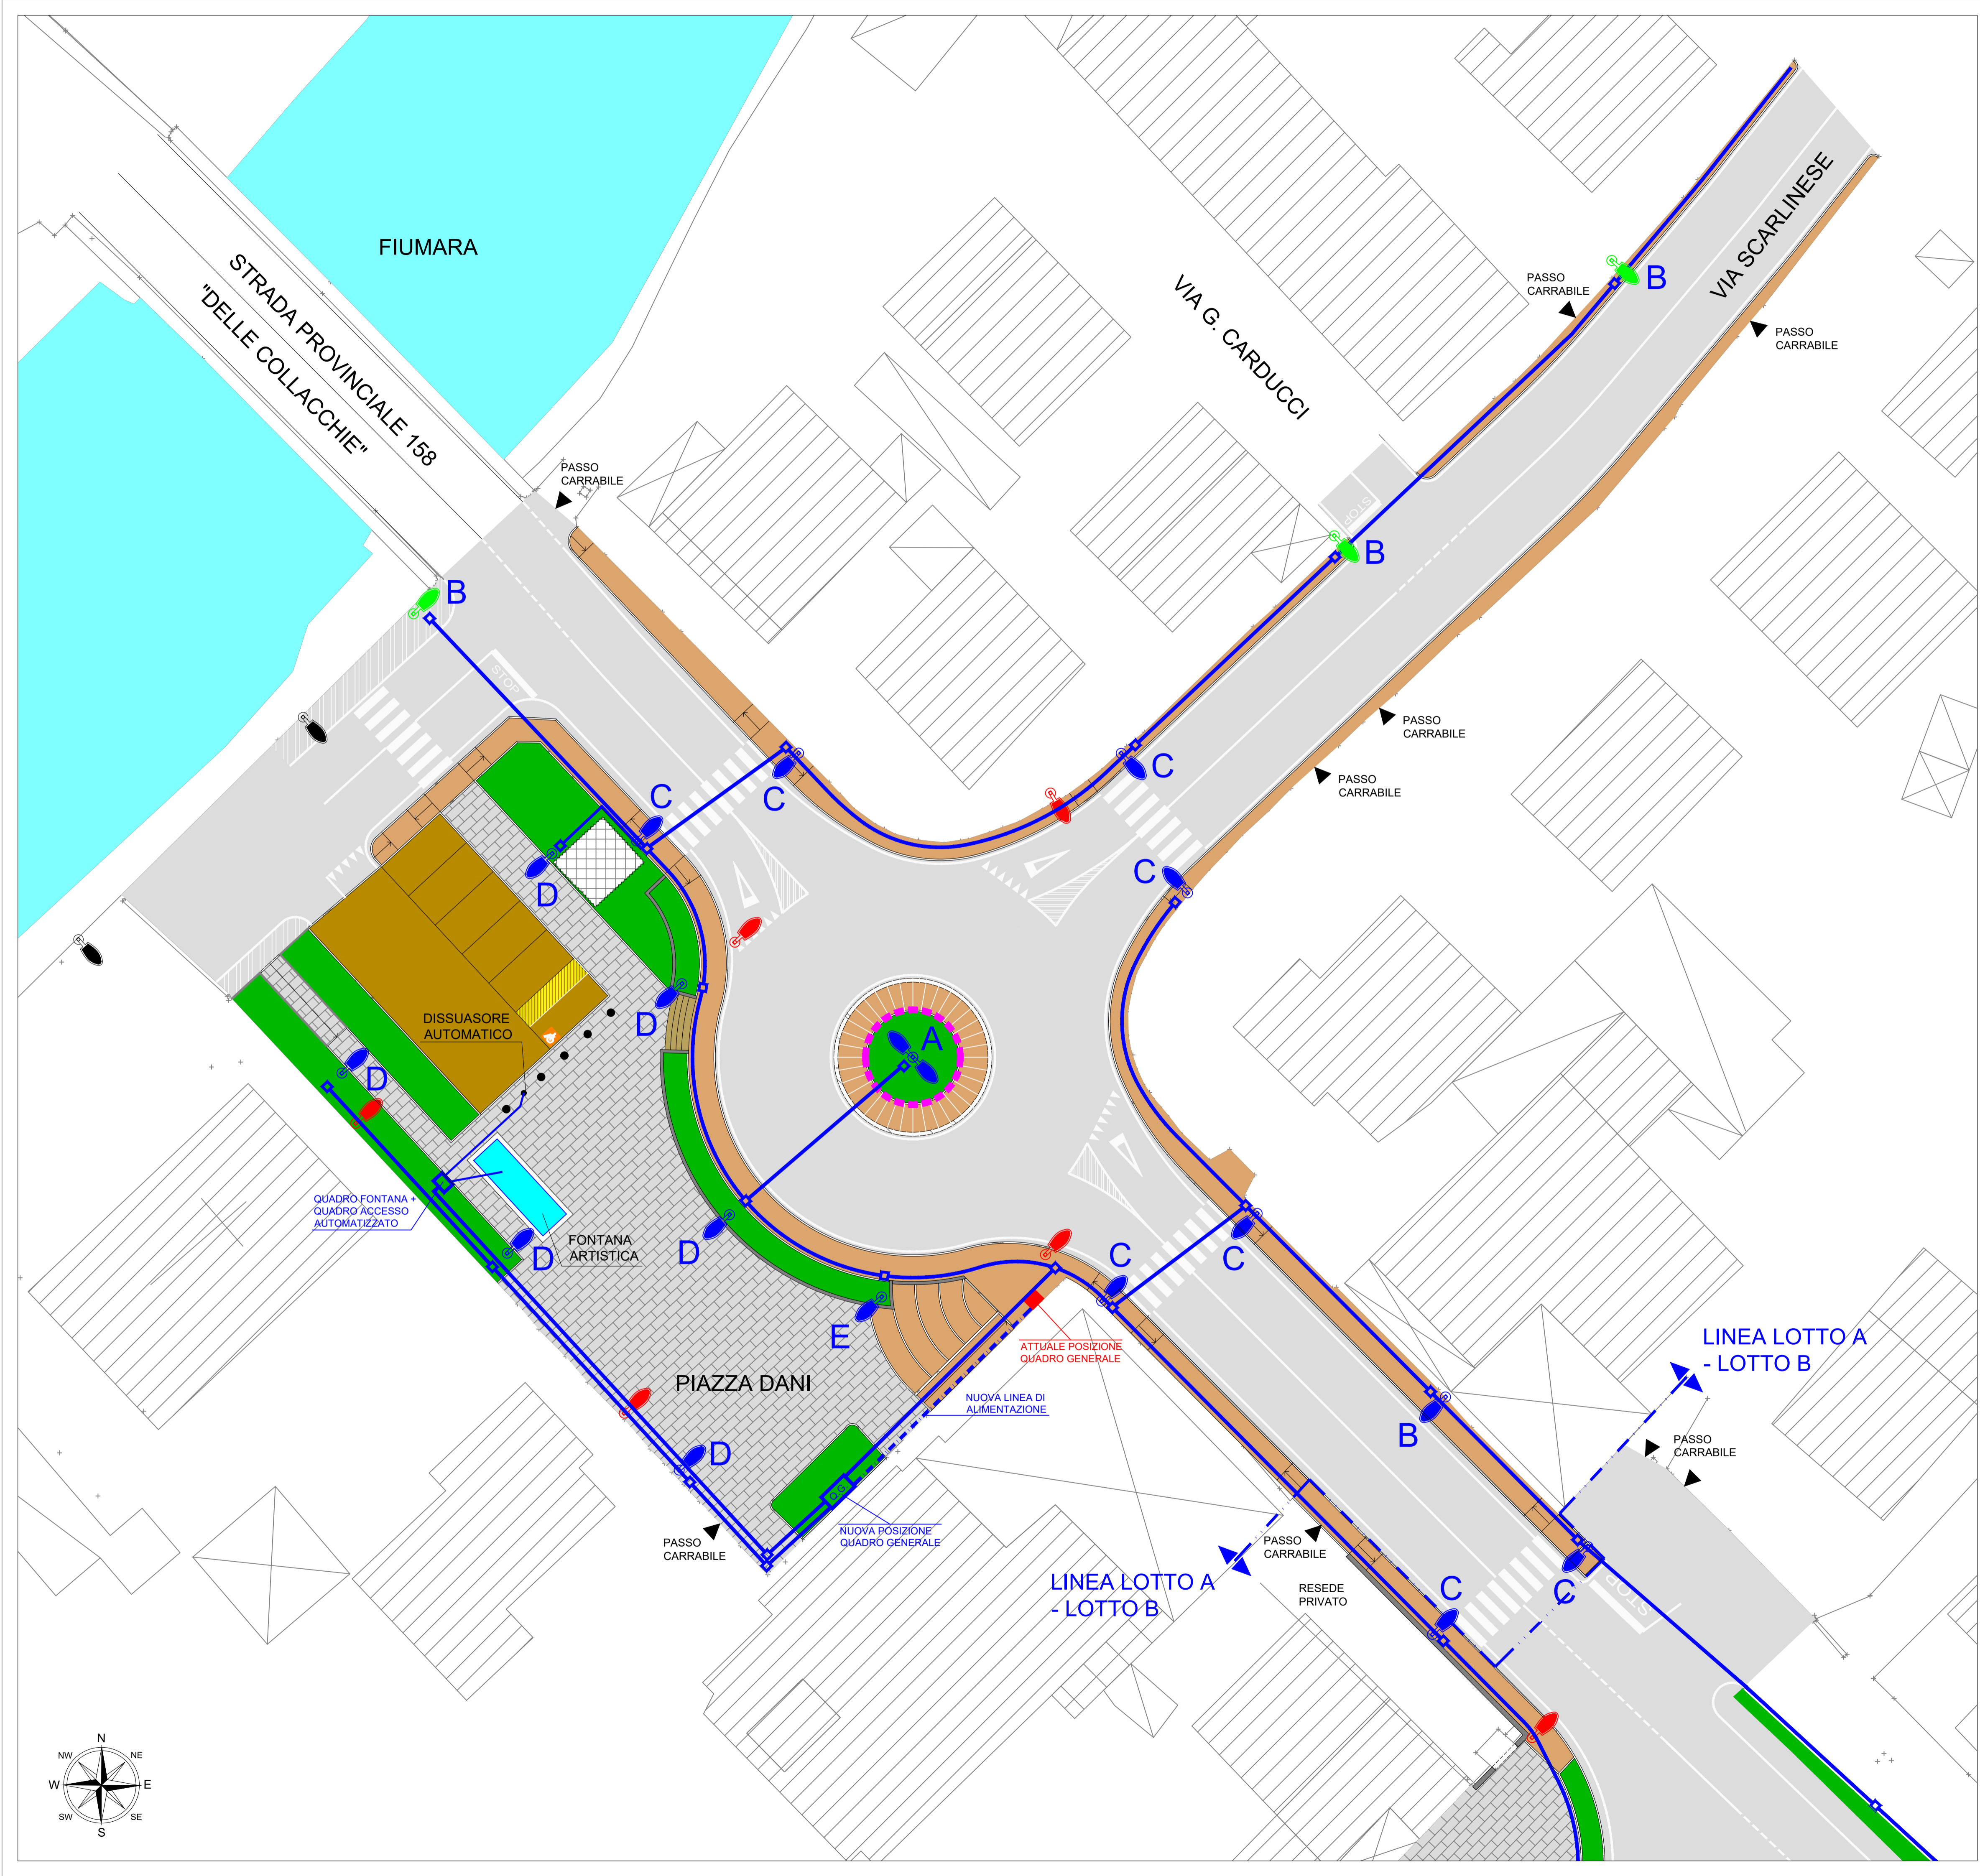 FIUMARA
STRADA PROVINCIALE 158
"DELLE COLLACCHIE"
VIA G. CARDUCCI
VIA SCARLINESE
PASSO
CARRABILE
B
PASSO
CARRABILE
PASSO
CARRABILE
STOP
B
B
STOP
PASSO
CARRABILE
C
C
C
PASSO
CARRABILE
C
D
D
DISSUASORE
AUTOMATICO
A
D
QUADRO FONTANA +
QUADRO ACCESSO
AUTOMATIZZATO
FONTANA
ARTISTICA
D
D
C
C
E
ATTUALE POSIZIONE
QUADRO GENERALE
LINEA LOTTO A
- LOTTO B
PIAZZA DANI
NUOVA LINEA DI
ALIMENTAZIONE
B
D
PASSO
CARRABILE
Q.G.
NUOVA POSIZIONE
QUADRO GENERALE
PASSO
CARRABILE
PASSO
CARRABILE
LINEA LOTTO A
- LOTTO B
RESEDE
PRIVATO
C
C
STOP
N
NW
NE
W
E
SW
SE
S